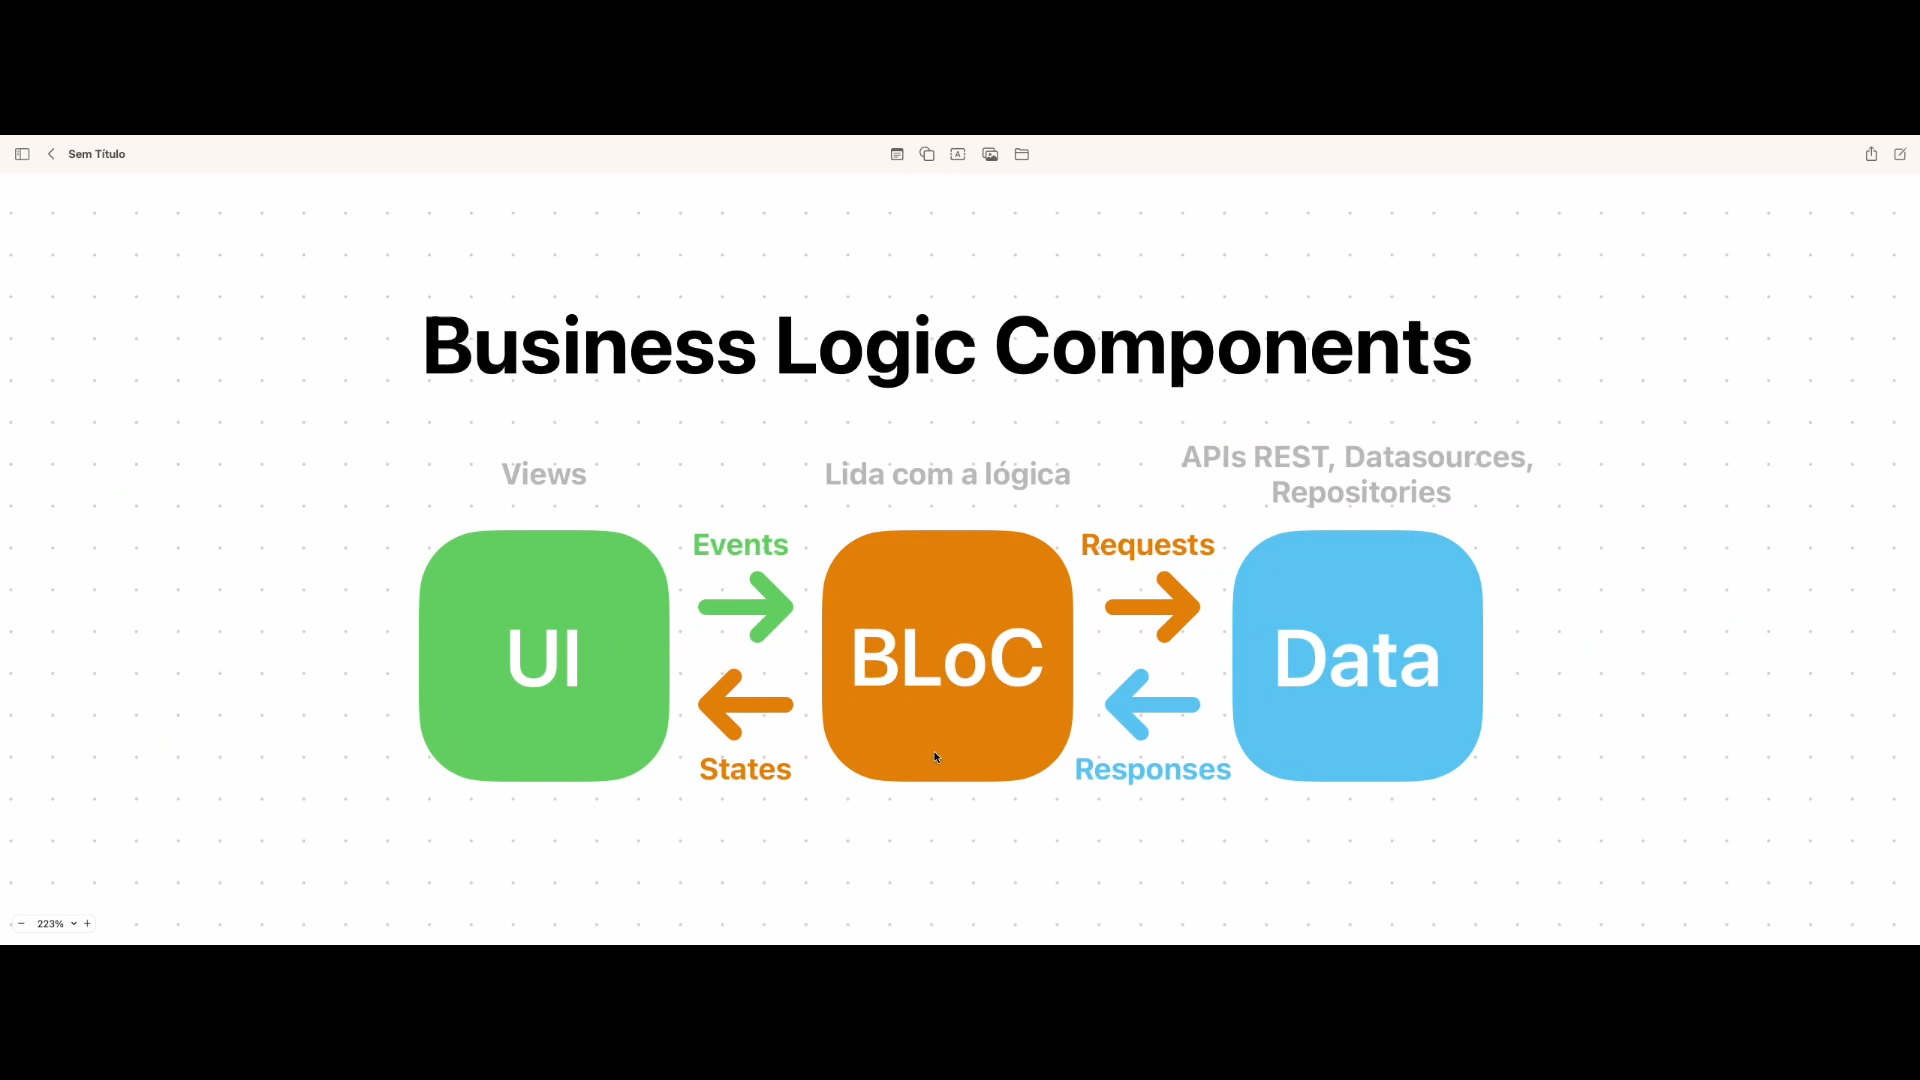 Sem Título
Business Logic Components
Views
Lida com a lógica
APIs REST, Datasources,
Repositories
Events
Requests
UI
BLoC
Data
States
Responses
223%